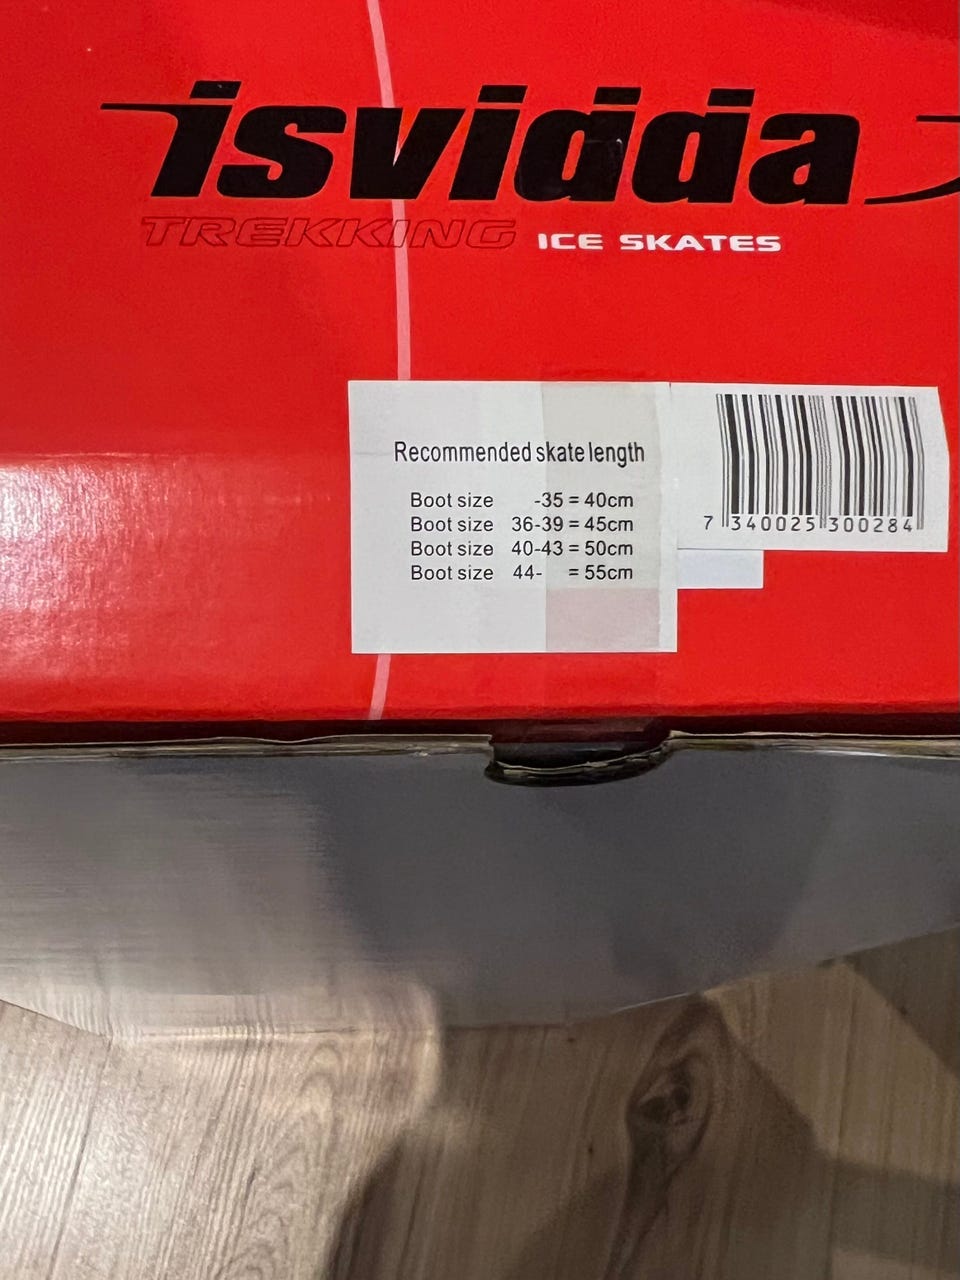 isvidda
TREKKING ICE SKATES
Recommended skate length
Boot size -35 = 40cm
Boot size 36-39 = 45cm
Boot size 40-43 = 50cm
Boot size 44- = 55cm
7 340025 300284